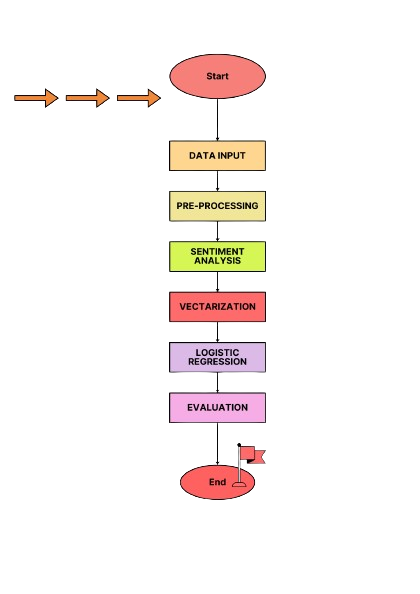 Start
DATA INPUT
PRE-PROCESSING
SENTIMENT
ANALYSIS
VECTARIZATION
LOGISTIC
REGRESSION
EVALUATION
End